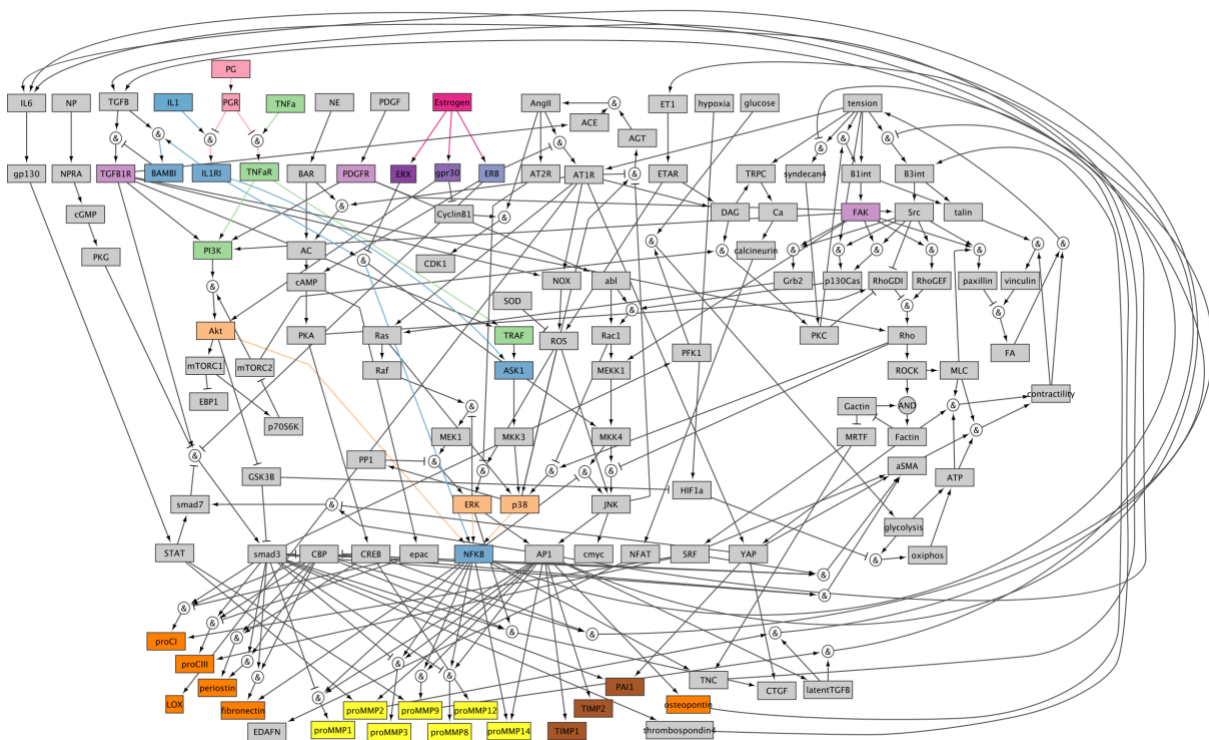 PG
IL6
NP
TGFB
IL1
PGR
TNFa
NE
PDGF
Estrogen
AngII
ACE
&
AGT
ET1
hypoxia
glucose
tension
&
&
&
&
&
&
&
&
&
gp130
NPRA
TGFB1R
BAMBI
IL1RI
TNFaR
BAR
PDGFR
ERX
gpr30
ERB
AT2R
AT1R
&
ETAR
TRPC
syndecan4
B1int
B3int
cGMP
&
CyclinB1
&
DAG
Ca
FAK
Src
talin
PKG
PI3K
AC
&
CDK1
&
&
calcineurin
&
&
&
&
&
&
&
&
&
cAMP
NOX
abl
Grb2
p130Cas
RhoGDI
RhoGEF
paxillin
vinculin
&
SOD
&
&
&
Akt
PKA
Ras
TRAF
ROS
Rac1
PKC
Rho
FA
mTORC1
mTORC2
Raf
ASK1
MEKK1
PFK1
ROCK
MLC
EBP1
contractility
Gactin
AND
&
p70S6K
&
MEK1
MKK3
MKK4
MRTF
Factin
&
&
PP1
&
&
&
&
&
aSMA
GSK3B
HIF1a
ATP
smad7
&
ERK
p38
JNK
glycolysis
STAT
smad3
CBP
CREB
epac
NFKB
AP1
cmyc
NFAT
SRF
YAP
&
&
oxiphos
&
&
&
&
&
&
&
&
&
proCI
proCIII
&
&
&
&
&
periostin
TNC
PAI1
CTGF
latentTGFB
LOX
fibronectin
&
proMMP2
proMMP9
proMMP12
TIMP2
osteopontin
EDAFN
proMMP1
proMMP3
proMMP8
proMMP14
TIMP1
thrombospondin4